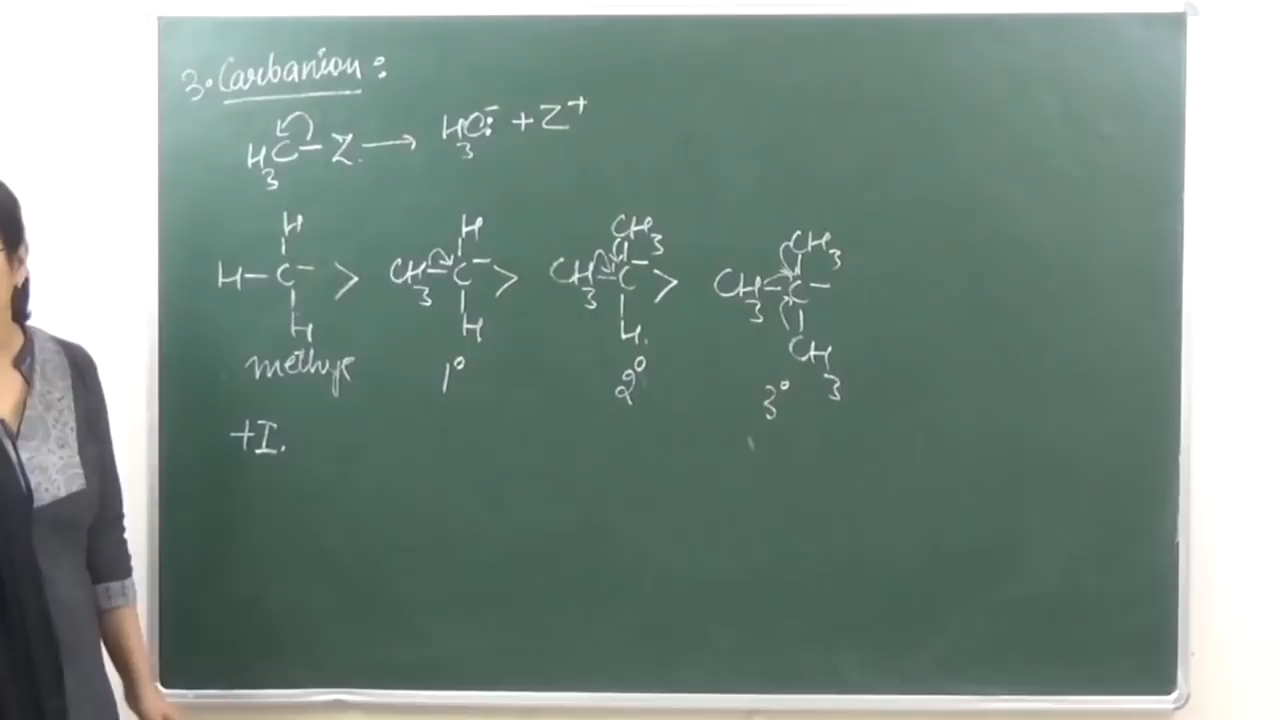 3. Carbanion :
H3C–Z. → H3C:⁻ + Z⁺
H CH3 CH3
H–C⁻ > CH3–C⁻ > CH3–C⁻ > CH3–C⁻
H H H. CH3
methyl 1° 2° 3°
+I.